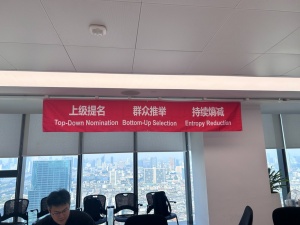 上级提名 群众推举 持续熵减
Top-Down Nomination Bottom-Up Selection Entropy Reduction